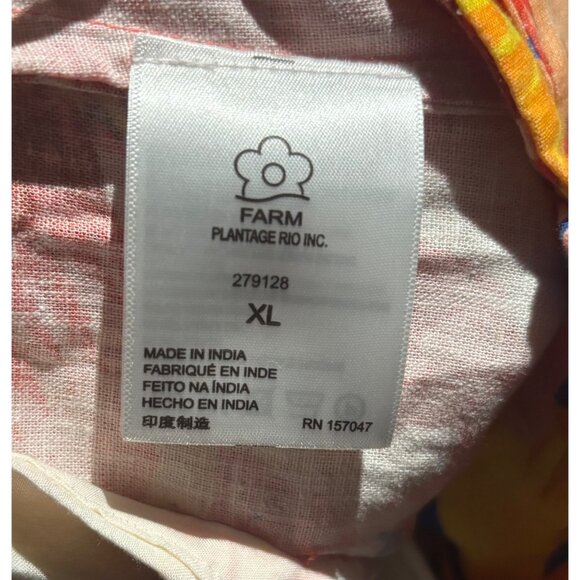 FARM
PLANTAGE RIO INC.
279128
XL
MADE IN INDIA
FABRIQUÉ EN INDE
FEITO NA ÍNDIA
HECHO EN INDIA
印度制造
RN 157047